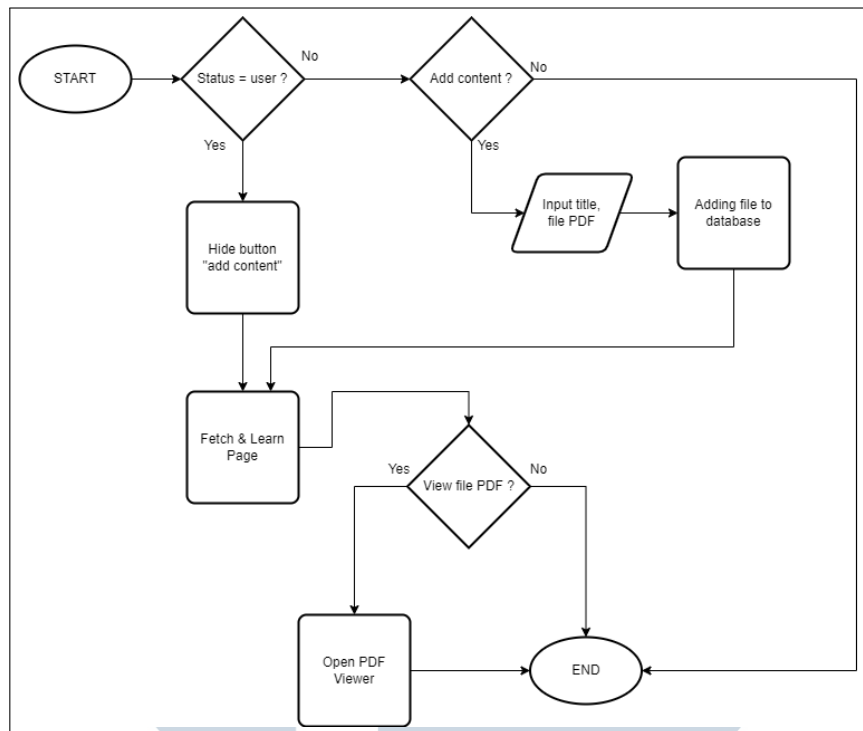 START
Status = user ?
No
Add content ?
No
Yes
Yes
Input title,
file PDF
Adding file to
database
Hide button
"add content"
Fetch & Learn
Page
Yes
View file PDF ?
No
Open PDF
Viewer
END